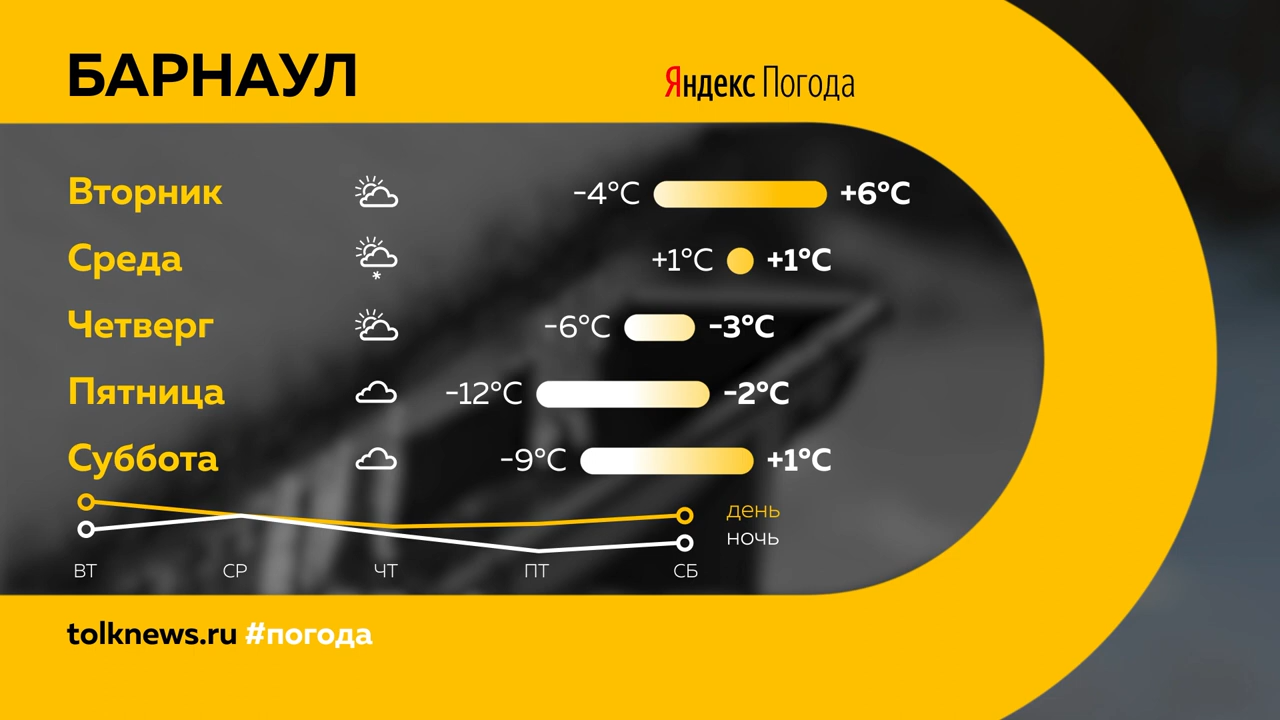 БАРНАУЛ
Яндекс Погода
Вторник -4°C +6°C
Среда +1°C +1°C
Четверг -6°C -3°C
Пятница -12°C -2°C
Суббота -9°C +1°C
день
ночь
ВТ СР ЧТ ПТ СБ
tolknews.ru #погода